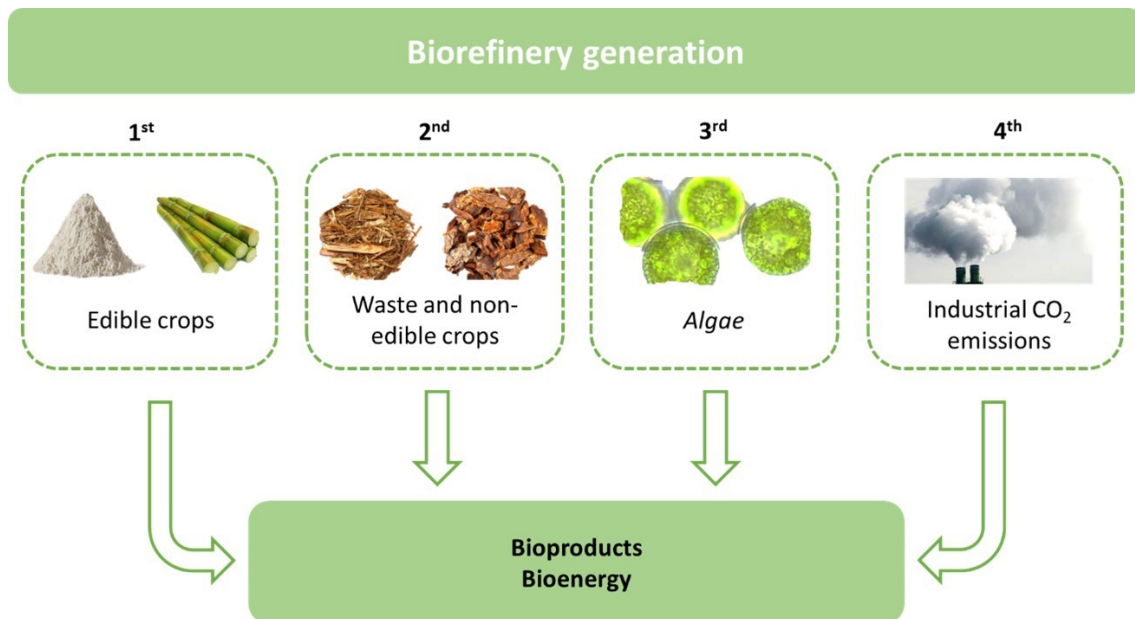 Biorefinery generation
1st
2nd
3rd
4th
Edible crops
Waste and non-
edible crops
Algae
Industrial CO2
emissions
Bioproducts
Bioenergy